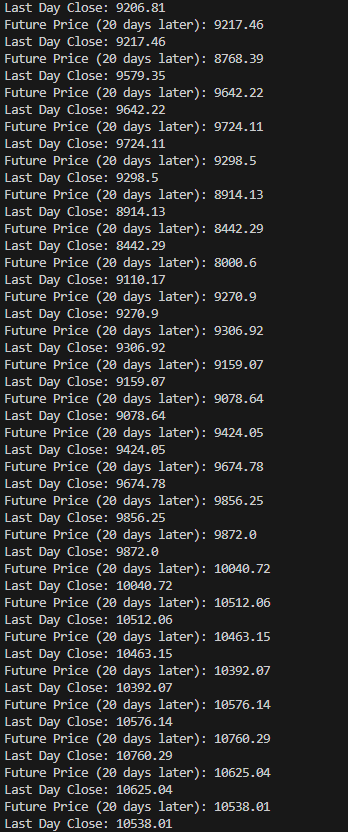 Last Day Close: 9206.81
Future Price (20 days later): 9217.46
Last Day Close: 9217.46
Future Price (20 days later): 8768.39
Last Day Close: 9579.35
Future Price (20 days later): 9642.22
Last Day Close: 9642.22
Future Price (20 days later): 9724.11
Last Day Close: 9724.11
Future Price (20 days later): 9298.5
Last Day Close: 9298.5
Future Price (20 days later): 8914.13
Last Day Close: 8914.13
Future Price (20 days later): 8442.29
Last Day Close: 8442.29
Future Price (20 days later): 8000.6
Last Day Close: 9110.17
Future Price (20 days later): 9270.9
Last Day Close: 9270.9
Future Price (20 days later): 9306.92
Last Day Close: 9306.92
Future Price (20 days later): 9159.07
Last Day Close: 9159.07
Future Price (20 days later): 9078.64
Last Day Close: 9078.64
Future Price (20 days later): 9424.05
Last Day Close: 9424.05
Future Price (20 days later): 9674.78
Last Day Close: 9674.78
Future Price (20 days later): 9856.25
Last Day Close: 9856.25
Future Price (20 days later): 9872.0
Last Day Close: 9872.0
Future Price (20 days later): 10040.72
Last Day Close: 10040.72
Future Price (20 days later): 10512.06
Last Day Close: 10512.06
Future Price (20 days later): 10463.15
Last Day Close: 10463.15
Future Price (20 days later): 10392.07
Last Day Close: 10392.07
Future Price (20 days later): 10576.14
Last Day Close: 10576.14
Future Price (20 days later): 10760.29
Last Day Close: 10760.29
Future Price (20 days later): 10625.04
Last Day Close: 10625.04
Future Price (20 days later): 10538.01
Last Day Close: 10538.01